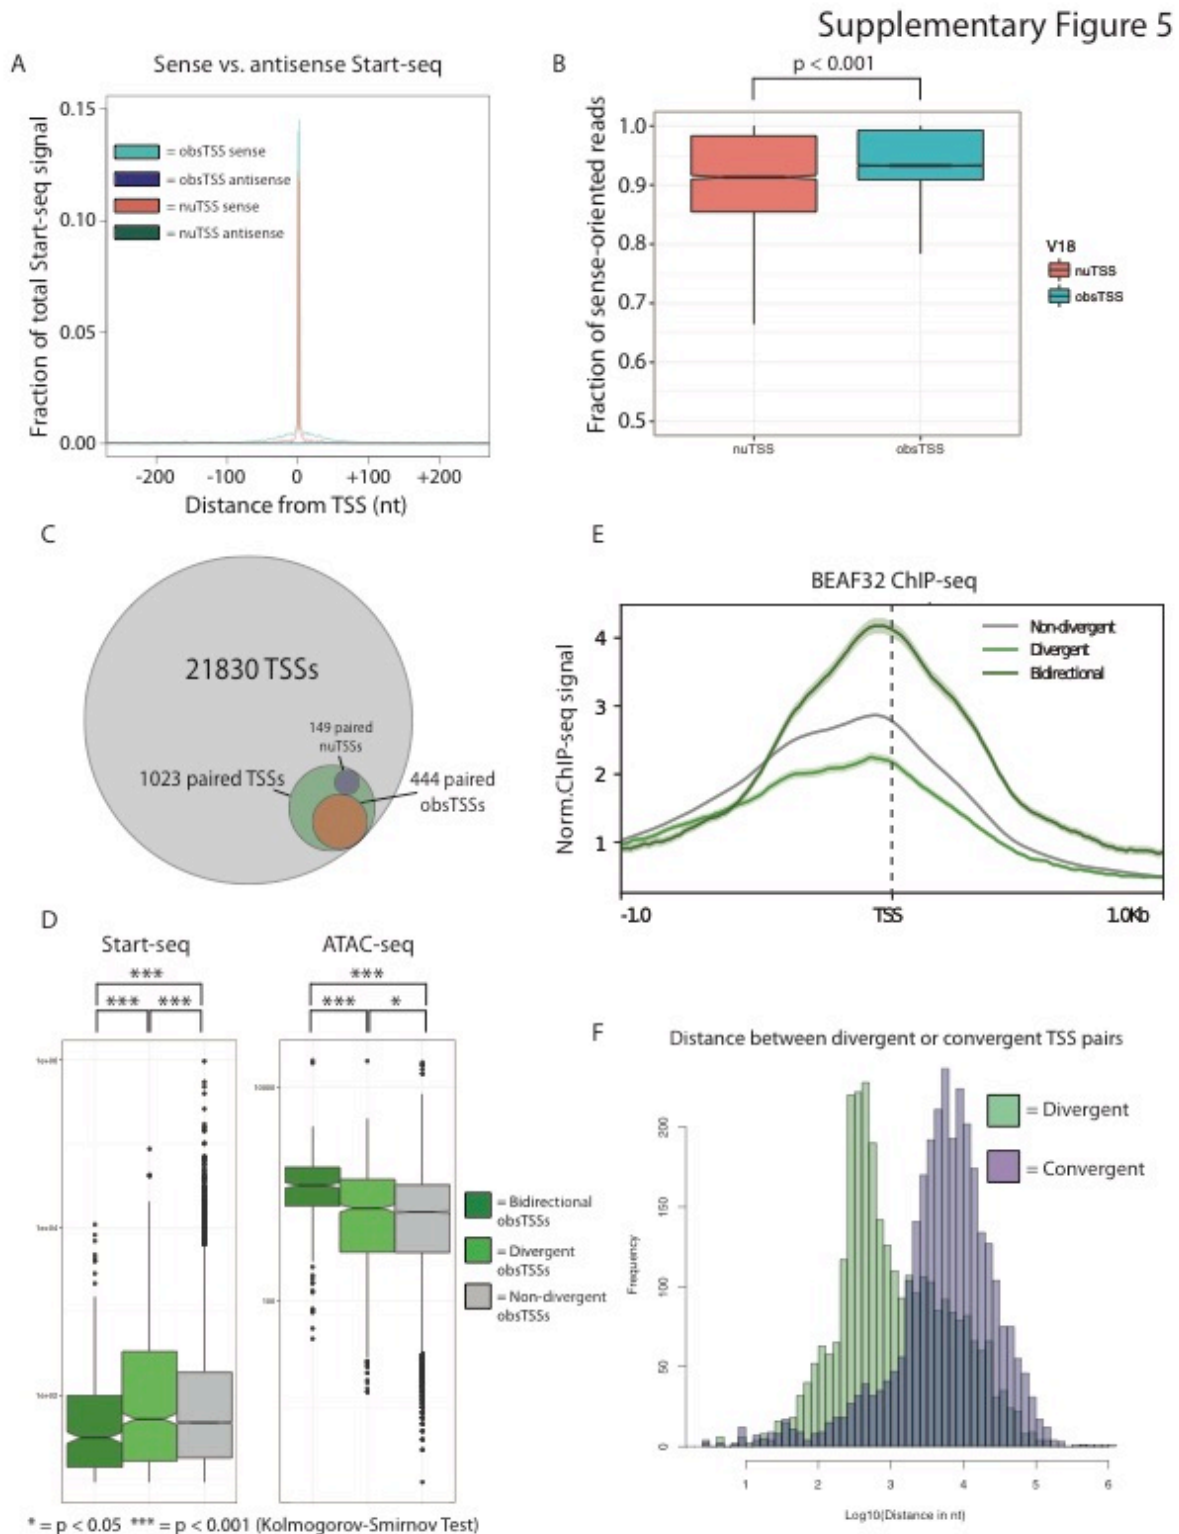 Supplementary Figure 5
A
Sense vs. antisense Start-seq
Fraction of total Start-seq signal
0.15
0.10
0.05
0.00
= obsTSS sense
= obsTSS antisense
= nuTSS sense
= nuTSS antisense
-200 -100 0 +100 +200
Distance from TSS (nt)
B
p < 0.001
Fraction of sense-oriented reads
1.0
0.9
0.8
0.7
0.6
0.5
nuTSS obsTSS
V18
nuTSS
obsTSS
C
21830 TSSs
149 paired
nuTSSs
1023 paired TSSs
444 paired
obsTSSs
E
BEAF32 ChIP-seq
Norm.ChIP-seq signal
4
3
2
1
Non-divergent
Divergent
Bidirectional
-1.0 TSS 1.0Kb
D
Start-seq
***
*** ***
1e+04
1e+02
ATAC-seq
***
*** *
10000
100
= Bidirectional
obsTSSs
= Divergent
obsTSSs
= Non-divergent
obsTSSs
* = p < 0.05 *** = p < 0.001 (Kolmogorov-Smirnov Test)
F
Distance between divergent or convergent TSS pairs
= Divergent
= Convergent
Frequency
200
150
100
50
0
1 2 3 4 5 6
Log10(Distance in nt)